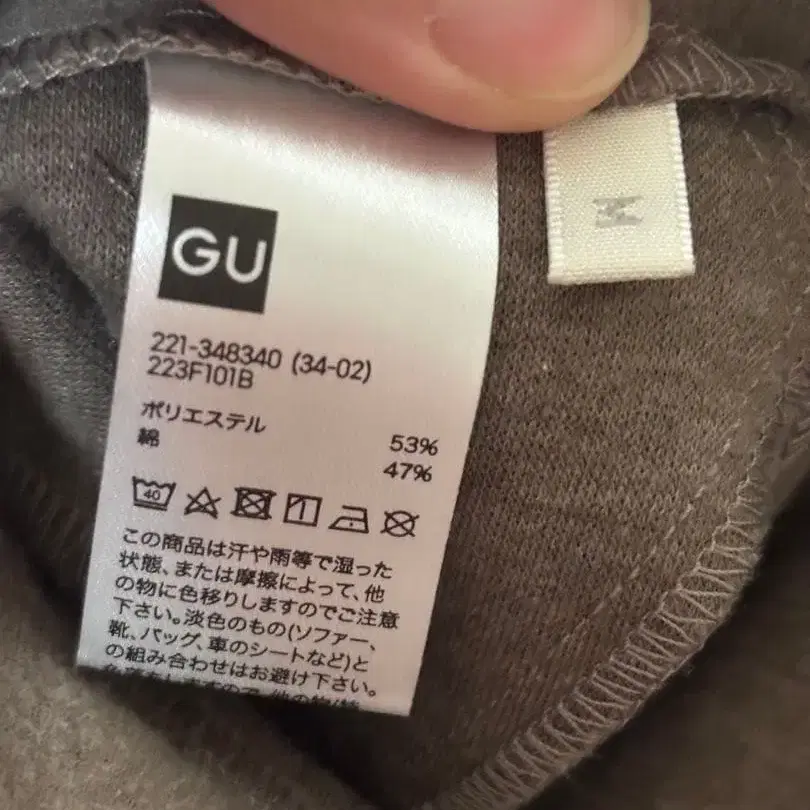 GU
M
221-348340 (34-02)
223F101B
ポリエステル 53%
綿 47%
40
この商品は汗や雨等で湿った
状態、または摩擦によって、他
の物に色移りしますのでご注意
下さい。淡色のもの(ソファー、
靴、バッグ、車のシートなど)と
の組み合わせはお避け下さい。